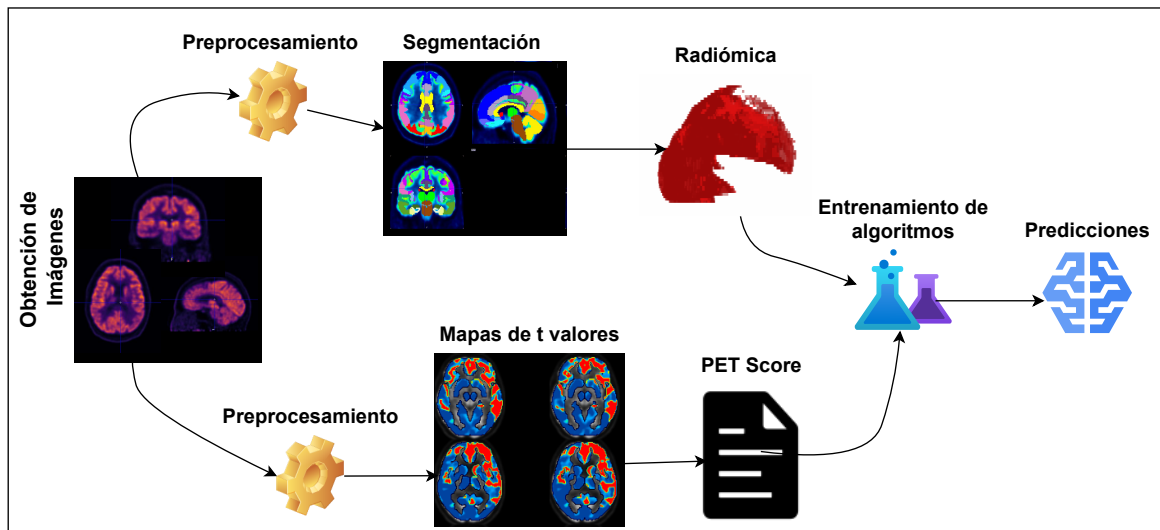 Preprocesamiento
Segmentación
Radiómica
Obtención de
Imágenes
Entrenamiento de
algoritmos
Predicciones
Mapas de t valores
PET Score
Preprocesamiento